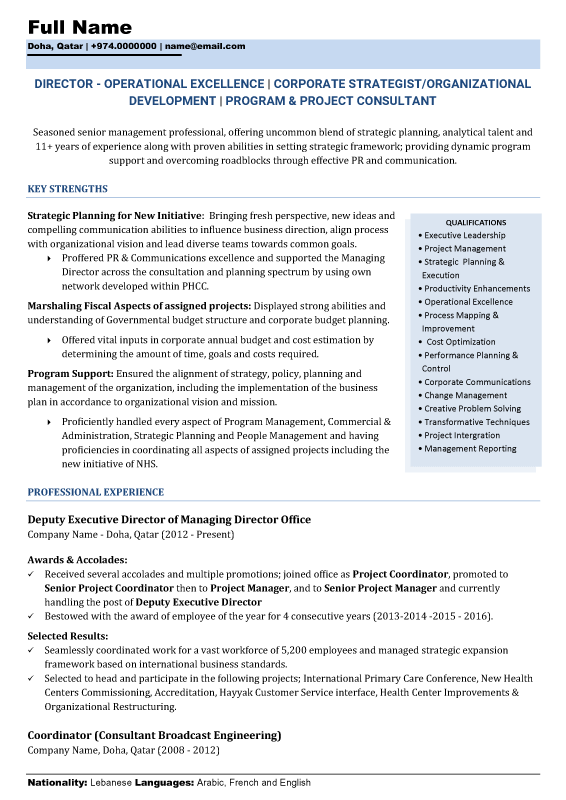 Full Name
Doha, Qatar | +974.0000000 | name@email.com
DIRECTOR - OPERATIONAL EXCELLENCE | CORPORATE STRATEGIST/ORGANIZATIONAL
DEVELOPMENT | PROGRAM & PROJECT CONSULTANT
Seasoned senior management professional, offering uncommon blend of strategic planning, analytical talent and
11+ years of experience along with proven abilities in setting strategic framework; providing dynamic program
support and overcoming roadblocks through effective PR and communication.
KEY STRENGTHS
Strategic Planning for New Initiative: Bringing fresh perspective, new ideas and
compelling communication abilities to influence business direction, align process
with organizational vision and lead diverse teams towards common goals.
Proffered PR & Communications excellence and supported the Managing
Director across the consultation and planning spectrum by using own
network developed within PHCC.
Marshaling Fiscal Aspects of assigned projects: Displayed strong abilities and
understanding of Governmental budget structure and corporate budget planning.
Offered vital inputs in corporate annual budget and cost estimation by
determining the amount of time, goals and costs required.
Program Support: Ensured the alignment of strategy, policy, planning and
management of the organization, including the implementation of the business
plan in accordance to organizational vision and mission.
Proficiently handled every aspect of Program Management, Commercial &
Administration, Strategic Planning and People Management and having
proficiencies in coordinating all aspects of assigned projects including the
new initiative of NHS.
QUALIFICATIONS
• Executive Leadership
• Project Management
• Strategic Planning &
Execution
• Productivity Enhancements
• Operational Excellence
• Process Mapping &
Improvement
• Cost Optimization
• Performance Planning &
Control
• Corporate Communications
• Change Management
• Creative Problem Solving
• Transformative Techniques
• Project Intergration
• Management Reporting
PROFESSIONAL EXPERIENCE
Deputy Executive Director of Managing Director Office
Company Name - Doha, Qatar (2012 - Present)
Awards & Accolades:
✓ Received several accolades and multiple promotions; joined office as Project Coordinator, promoted to
Senior Project Coordinator then to Project Manager, and to Senior Project Manager and currently
handling the post of Deputy Executive Director
✓ Bestowed with the award of employee of the year for 4 consecutive years (2013-2014 -2015 - 2016).
Selected Results:
✓ Seamlessly coordinated work for a vast workforce of 5,200 employees and managed strategic expansion
framework based on international business standards.
✓ Selected to head and participate in the following projects; International Primary Care Conference, New Health
Centers Commissioning, Accreditation, Hayyak Customer Service interface, Health Center Improvements &
Organizational Restructuring.
Coordinator (Consultant Broadcast Engineering)
Company Name, Doha, Qatar (2008 - 2012)
Nationality: Lebanese Languages: Arabic, French and English